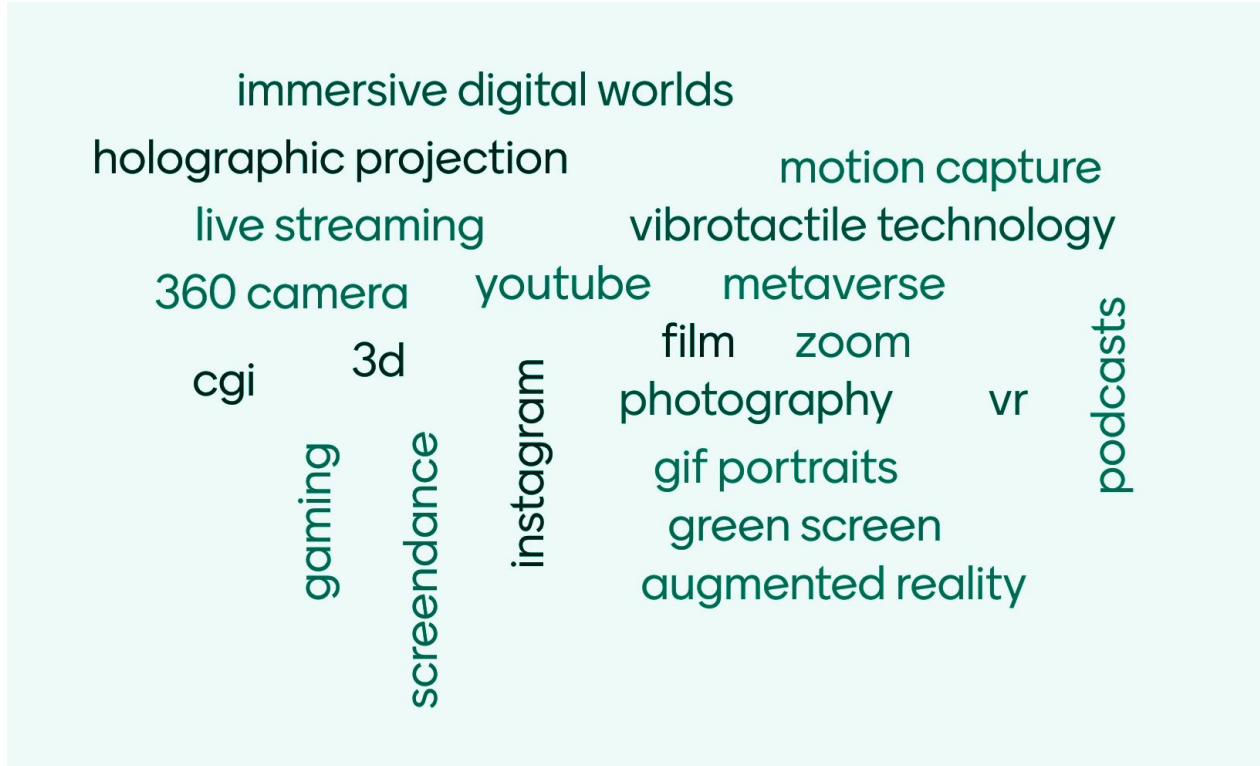 immersive digital worlds
holographic projection
motion capture
live streaming
vibrotactile technology
360 camera
youtube
metaverse
3d
film
zoom
cgi
photography
vr
podcasts
instagram
gif portraits
gaming
screendance
green screen
augmented reality